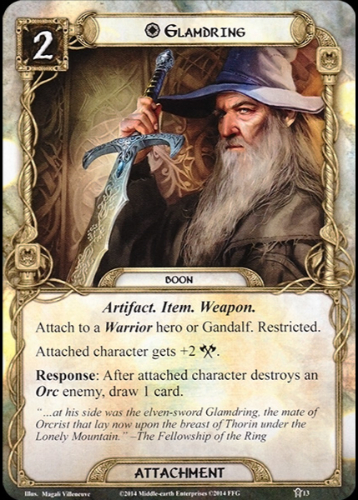 2
Glamdring
BOON
Artifact. Item. Weapon.
Attach to a Warrior hero or Gandalf. Restricted.
Attached character gets +2 .
Response: After attached character destroys an
Orc enemy, draw 1 card.
"…at his side was the elven-sword Glamdring, the mate of
Orcrist that lay now upon the breast of Thorin under the
Lonely Mountain." –The Fellowship of the Ring
ATTACHMENT
Illus. Magali Villeneuve ©2014 Middle-earth Enterprises ©2014 FFG 13